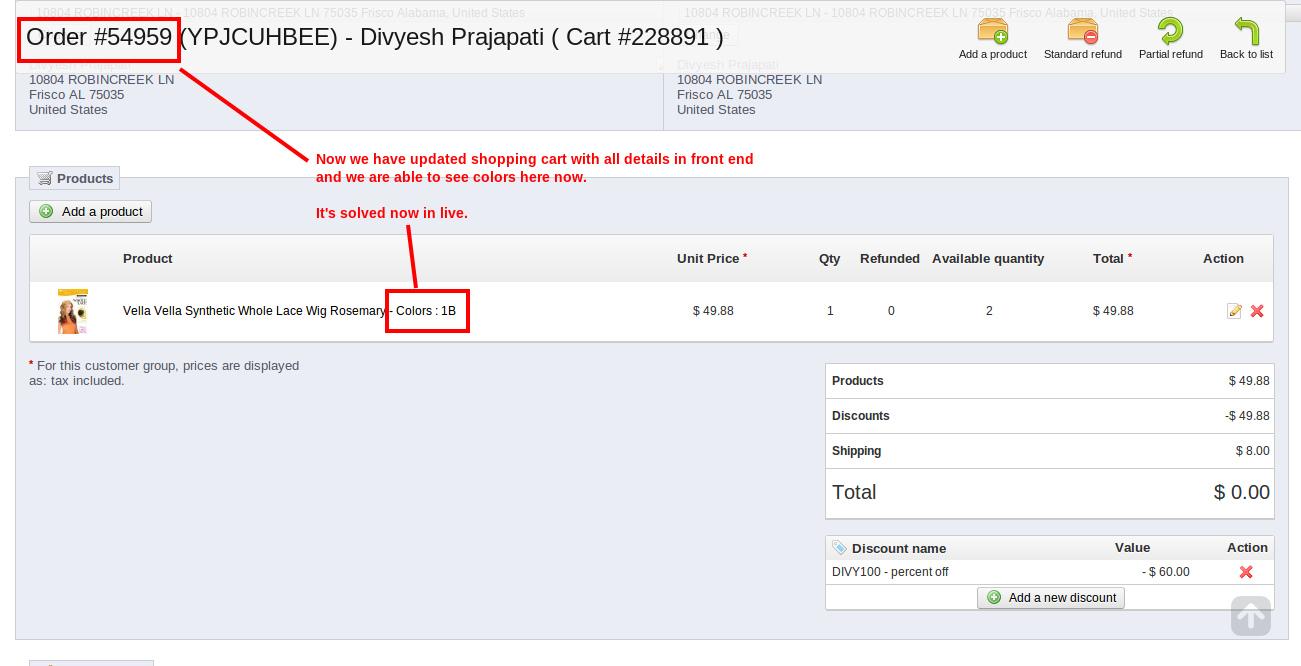 10804 ROBINCREEK LN - 10804 ROBINCREEK LN 75035 Frisco Alabama, United States
10804 ROBINCREEK LN - 10804 ROBINCREEK LN 75035 Frisco Alabama, United States
Order #54959 (YPJCUHBEE) - Divyesh Prajapati ( Cart #228891 )
Add a product
Standard refund
Partial refund
Back to list
Divyesh Prajapati
10804 ROBINCREEK LN
Frisco AL 75035
United States
Divyesh Prajapati
10804 ROBINCREEK LN
Frisco AL 75035
United States
Now we have updated shopping cart with all details in front end
and we are able to see colors here now.
It's solved now in live.
Products
Add a product
Product Unit Price * Qty Refunded Available quantity Total * Action
Vella Vella Synthetic Whole Lace Wig Rosemary - Colors : 1B $ 49.88 1 0 2 $ 49.88
* For this customer group, prices are displayed
as: tax included.
Products $ 49.88
Discounts -$ 49.88
Shipping $ 8.00
Total $ 0.00
Discount name Value Action
DIVY100 - percent off - $ 60.00
Add a new discount